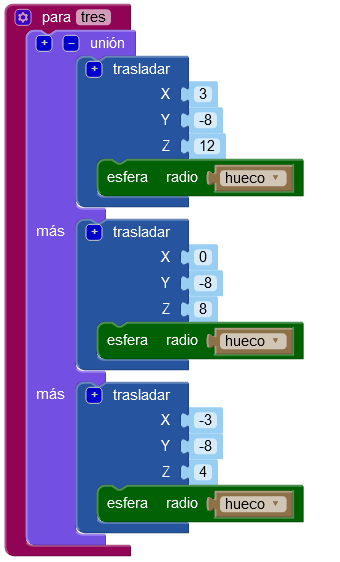 para tres
+ − unión
+ trasladar
X 3
Y -8
Z 12
esfera radio hueco
más + trasladar
X 0
Y -8
Z 8
esfera radio hueco
más + trasladar
X -3
Y -8
Z 4
esfera radio hueco